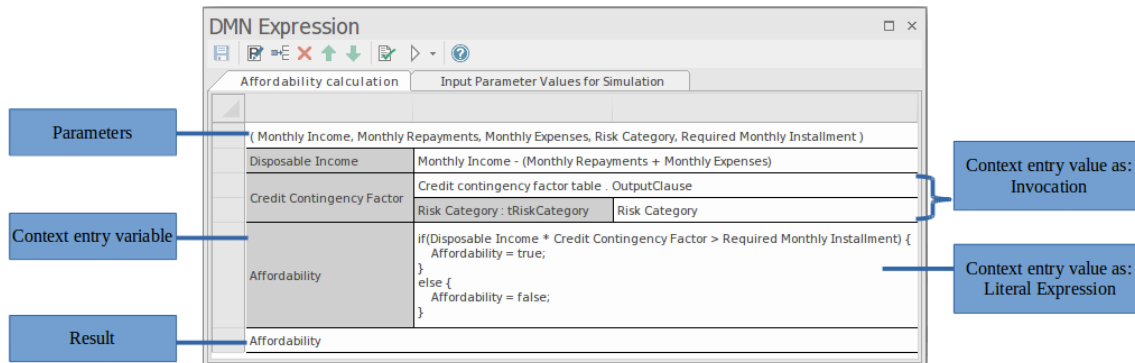 DMN Expression
Affordability calculation
Input Parameter Values for Simulation
Parameters
( Monthly Income, Monthly Repayments, Monthly Expenses, Risk Category, Required Monthly Installment )
Disposable Income
Monthly Income - (Monthly Repayments + Monthly Expenses)
Credit Contingency Factor
Credit contingency factor table . OutputClause
Risk Category : tRiskCategory
Risk Category
Context entry value as:
Invocation
Context entry variable
Affordability
if(Disposable Income * Credit Contingency Factor > Required Monthly Installment) {
Affordability = true;
}
else {
Affordability = false;
}
Context entry value as:
Literal Expression
Result
Affordability